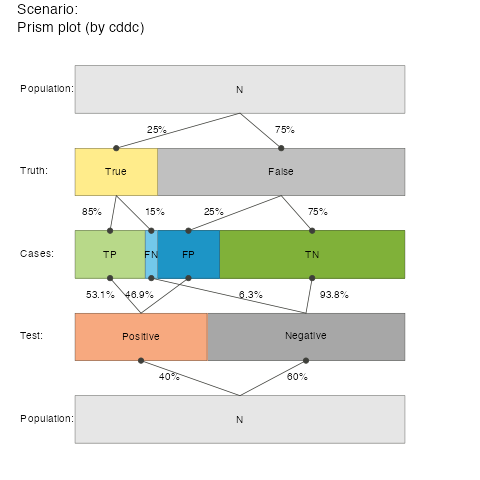 Scenario:
Prism plot (by cddc)
Population: N
25% 75%
Truth: True False
85% 15% 25% 75%
Cases: TP FN FP TN
53.1% 46.9% 6.3% 93.8%
Test: Positive Negative
40% 60%
Population: N